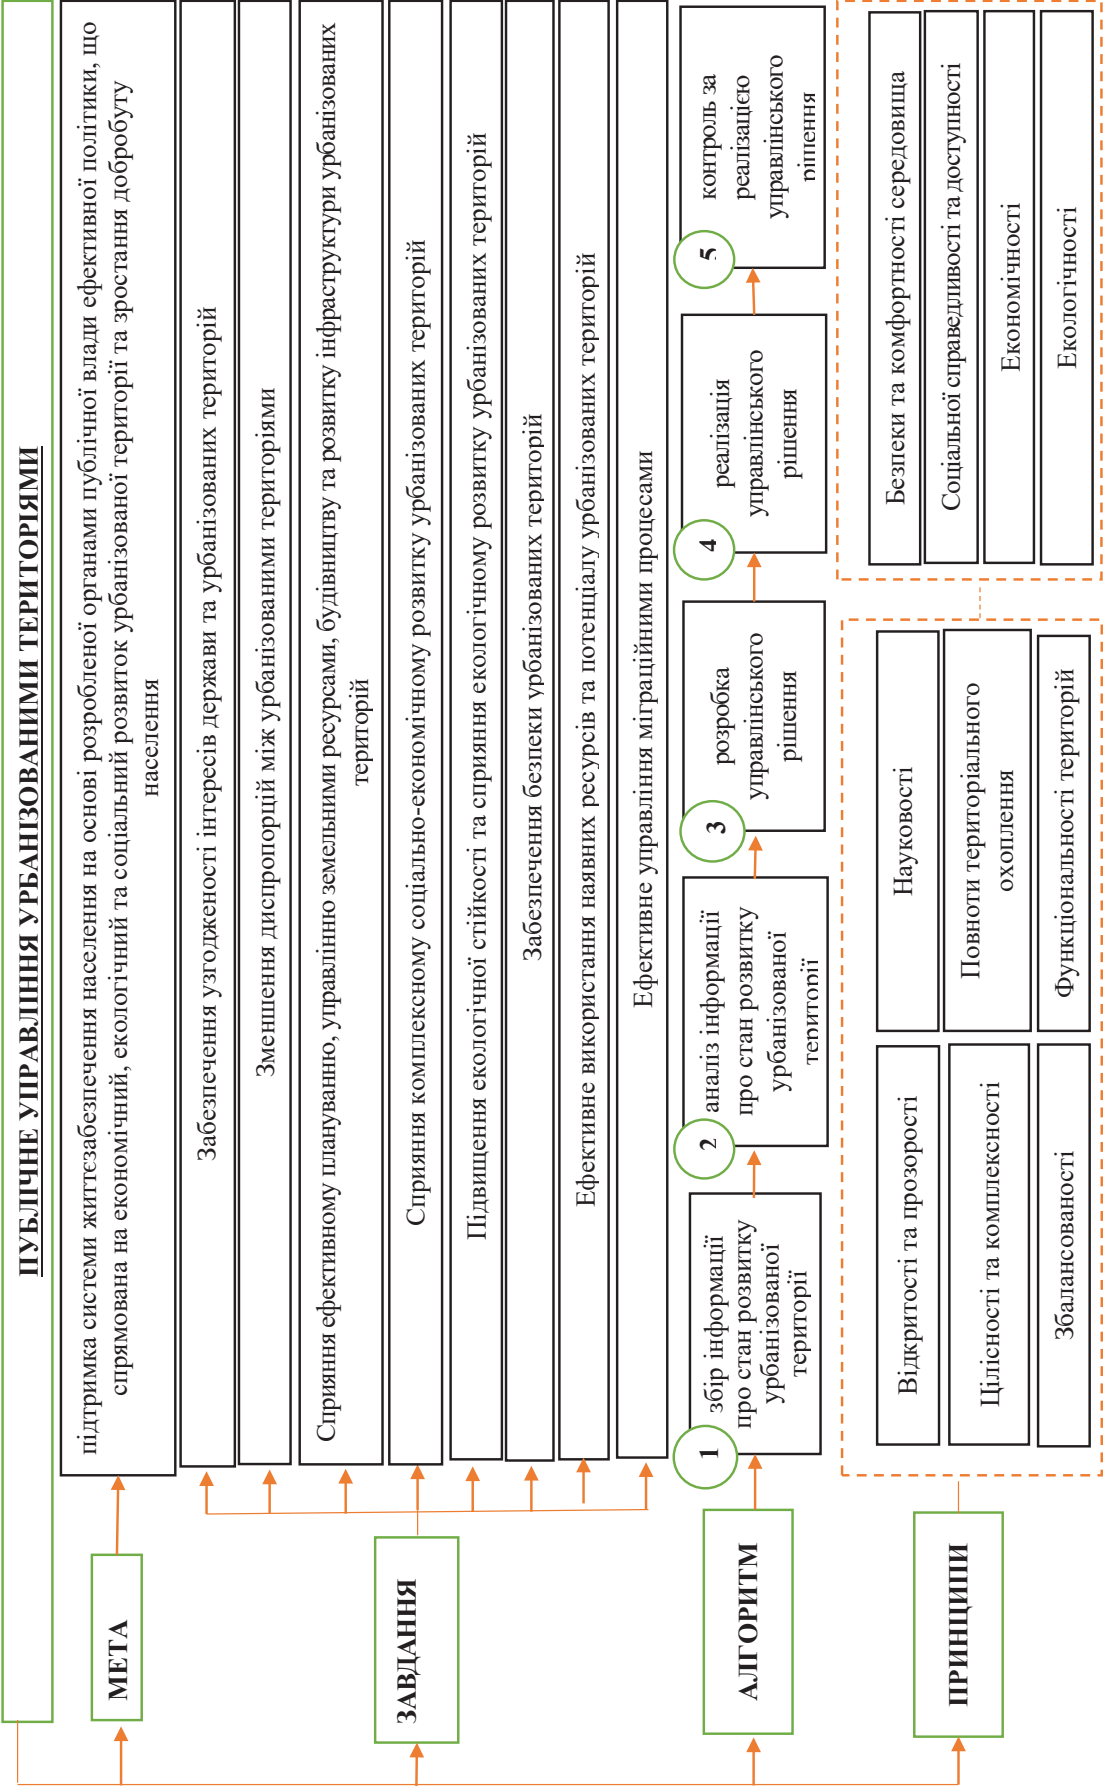 ПУБЛІЧНЕ УПРАВЛІННЯ УРБАНІЗОВАНИМИ ТЕРИТОРІЯМИ
МЕТА
підтримка системи життєзабезпечення населення на основі розробленої органами публічної влади ефективної політики, що
спрямована на економічний, екологічний та соціальний розвиток урбанізованої території та зростання добробуту
населення
ЗАВДАННЯ
Забезпечення узгодженості інтересів держави та урбанізованих територій
Зменшення диспропорцій між урбанізованими територіями
Сприяння ефективному плануванню, управлінню земельними ресурсами, будівництву та розвитку інфраструктури урбанізованих
територій
Сприяння комплексному соціально-економічному розвитку урбанізованих територій
Підвищення екологічної стійкості та сприяння екологічному розвитку урбанізованих територій
Забезпечення безпеки урбанізованих територій
Ефективне використання наявних ресурсів та потенціалу урбанізованих територій
Ефективне управління міграційними процесами
АЛГОРИТМ
1
збір інформації
про стан розвитку
урбанізованої
території
2
аналіз інформації
про стан розвитку
урбанізованої
території
3
розробка
управлінського
рішення
4
реалізація
управлінського
рішення
5
контроль за
реалізацією
управлінського
рішення
ПРИНЦИПИ
Відкритості та прозорості
Цілісності та комплексності
Збалансованості
Науковості
Повноти територіального
охоплення
Функціональності територій
Безпеки та комфортності середовища
Соціальної справедливості та доступності
Економічності
Екологічності